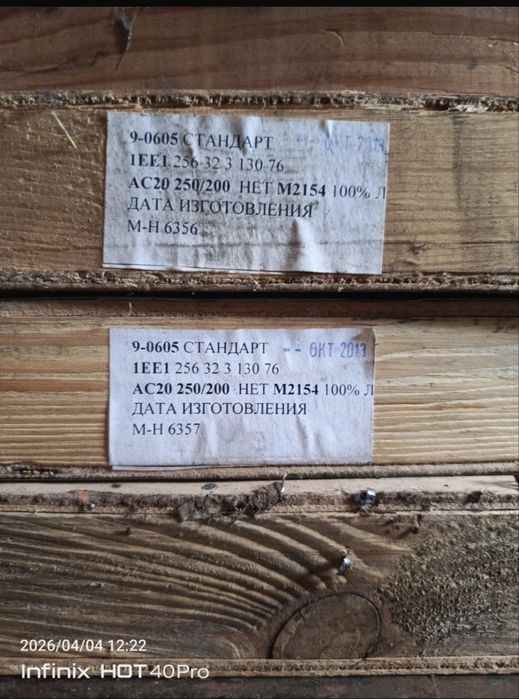 9-0605 СТАНДАРТ -- ОКТ
1ЕЕ1 256 32 3 130 76
АС20 250/200 НЕТ М2154 100% Л
ДАТА ИЗГОТОВЛЕНИЯ
М-Н 6356
9-0605 СТАНДАРТ -- ОКТ 2013
1ЕЕ1 256 32 3 130 76
АС20 250/200 НЕТ М2154 100% Л
ДАТА ИЗГОТОВЛЕНИЯ
М-Н 6357
2026/04/04 12:22
Infinix HOT 40Pro